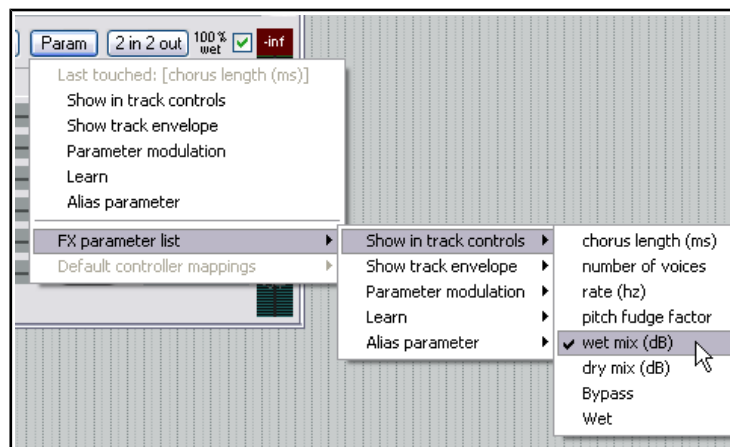 Param 2 in 2 out 100 % wet -inf
Last touched: [chorus length (ms)]
Show in track controls
Show track envelope
Parameter modulation
Learn
Alias parameter
FX parameter list
Default controller mappings
Show in track controls
Show track envelope
Parameter modulation
Learn
Alias parameter
chorus length (ms)
number of voices
rate (hz)
pitch fudge factor
wet mix (dB)
dry mix (dB)
Bypass
Wet